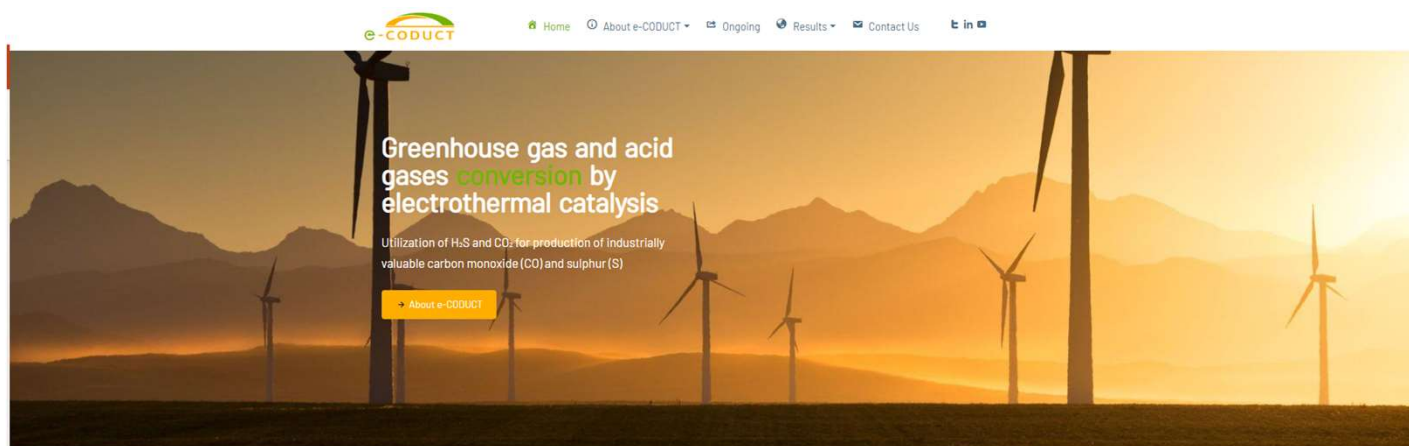 e-CODUCT
Home
About e-CODUCT
Ongoing
Results
Contact Us
Greenhouse gas and acid
gases conversion by
electrothermal catalysis
Utilization of H₂S and CO₂ for production of industrially
valuable carbon monoxide (CO) and sulphur (S)
→ About e-CODUCT